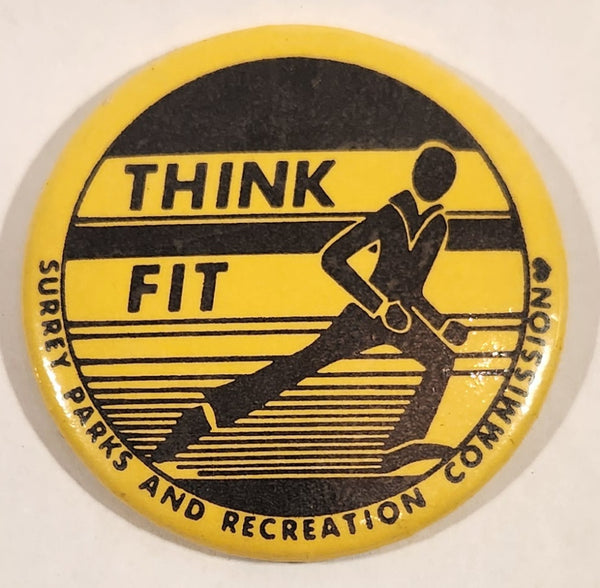 THINK
FIT
SURREY PARKS AND RECREATION COMMISSION